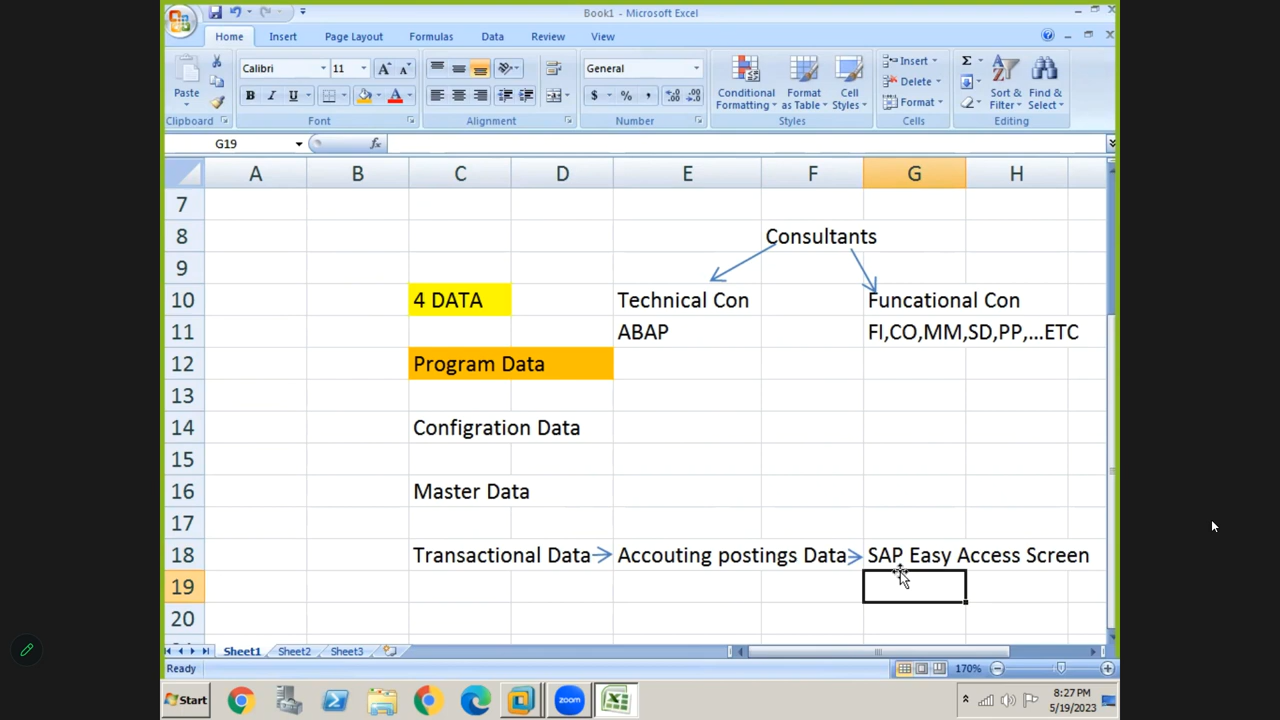 Book1 - Microsoft Excel
Home Insert Page Layout Formulas Data Review View
Calibri 11 General Insert Σ
Paste B I U $ % , Conditional Formatting Format as Table Cell Styles Delete Format Sort & Filter Find & Select
Clipboard Font Alignment Number Styles Cells Editing
G19 fx
A B C D E F G H
7
8 Consultants
9
10 4 DATA Technical Con Funcational Con
11 ABAP FI,CO,MM,SD,PP,...ETC
12 Program Data
13
14 Configration Data
15
16 Master Data
17
18 Transactional Data Accouting postings Data SAP Easy Access Screen
19
20
Sheet1 Sheet2 Sheet3
Ready 170%
Start zoom 8:27 PM
5/19/2023